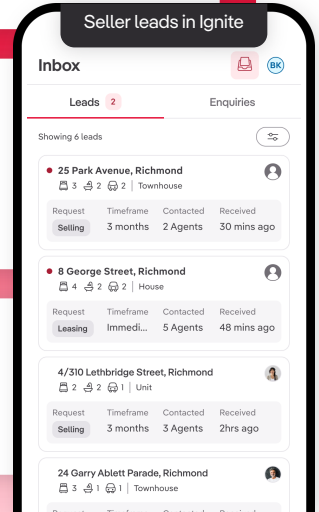 Seller leads in Ignite
Inbox
BK
Leads 2 Enquiries
Showing 6 leads
25 Park Avenue, Richmond
3 2 2 | Townhouse
Request Timeframe Contacted Received
Selling 3 months 2 Agents 30 mins ago
8 George Street, Richmond
4 2 2 | House
Request Timeframe Contacted Received
Leasing Immedi... 5 Agents 48 mins ago
4/310 Lethbridge Street, Richmond
2 2 1 | Unit
Request Timeframe Contacted Received
Selling 3 months 3 Agents 2hrs ago
24 Garry Ablett Parade, Richmond
3 1 1 | Townhouse